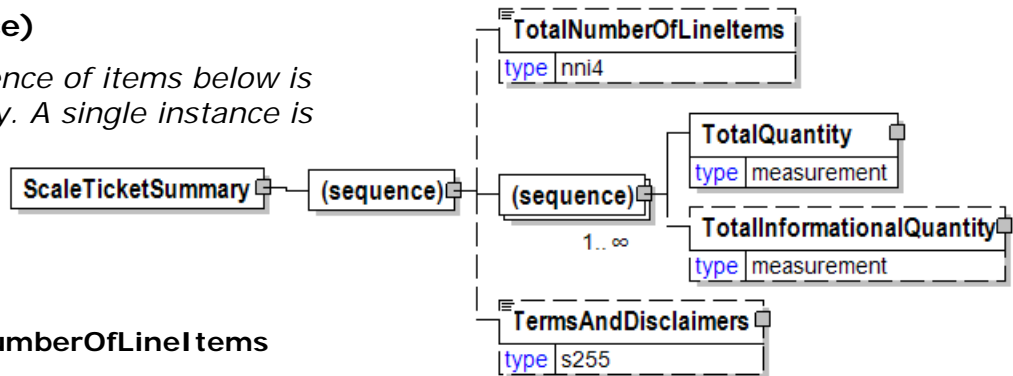 e)
ence of items below is
y. A single instance is
TotalNumberOfLineItems
type nni4
ScaleTicketSummary
(sequence)
(sequence)
1.. ∞
TotalQuantity
type measurement
TotalInformationalQuantity
type measurement
TermsAndDisclaimers
type s255
umberOfLineItems